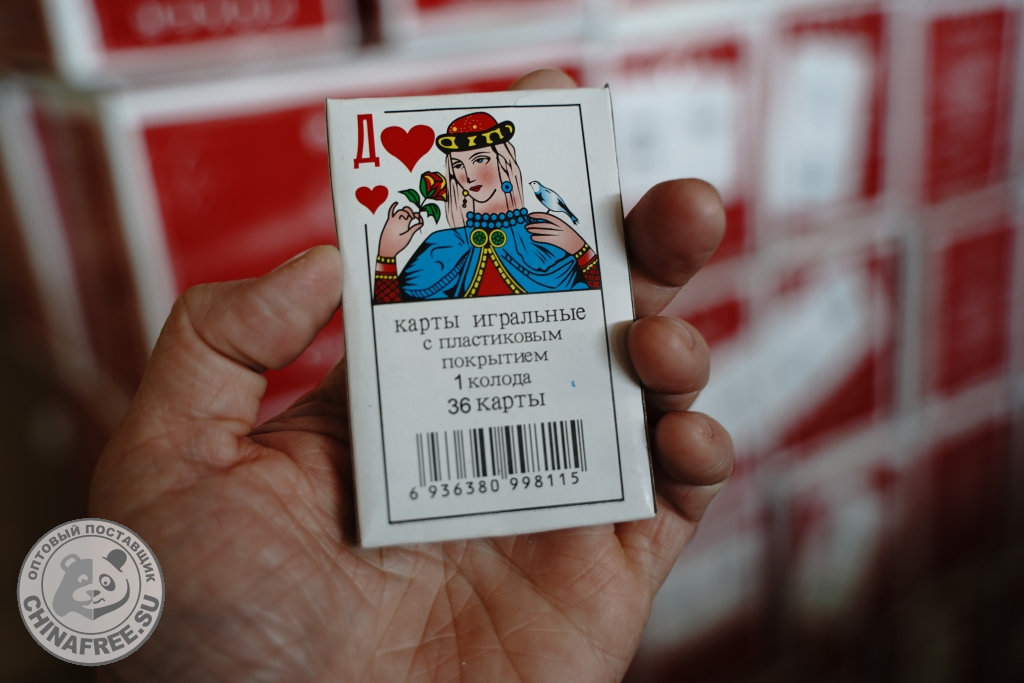 Д
карты игральные
с пластиковым
покрытием
1 колода
36 карты
6 936380 998115
ОПТОВЫЙ ПОСТАВЩИК
CHINAFREE.SU